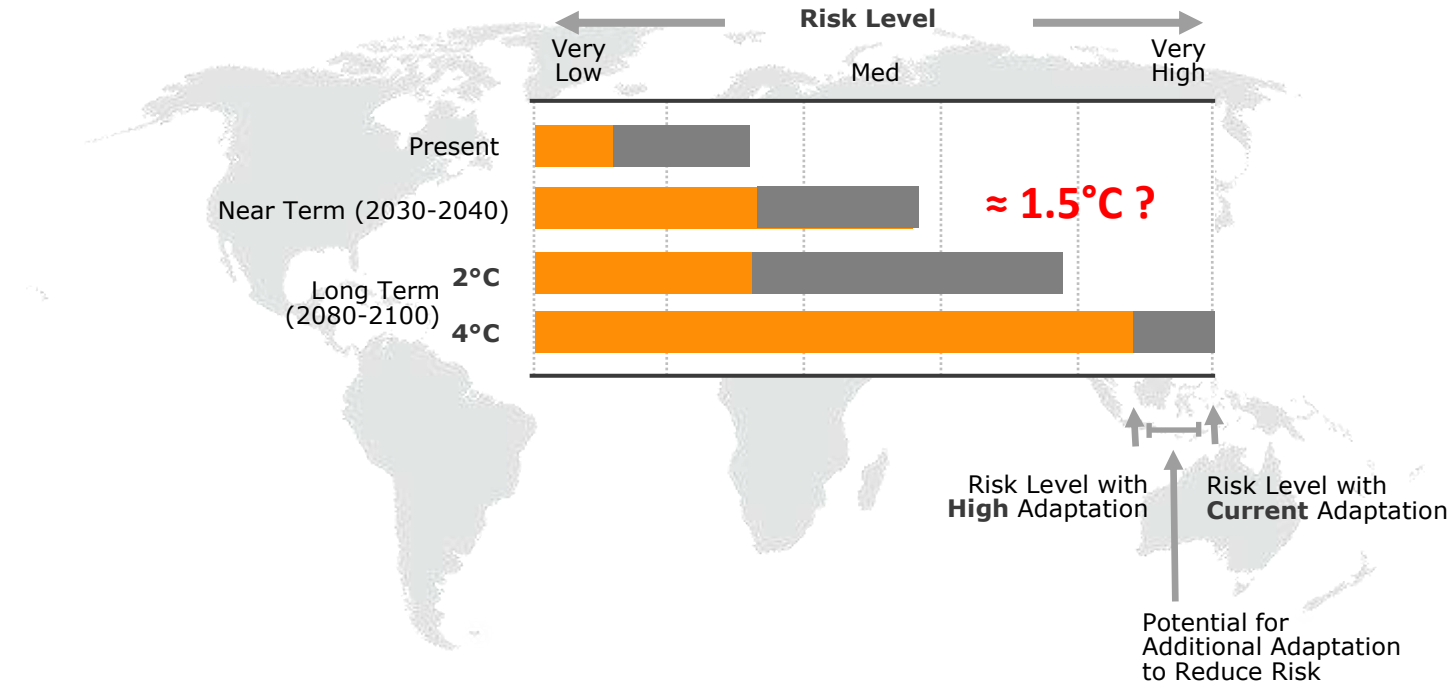 Risk Level
Very
Low
Med
Very
High
Present
Near Term (2030-2040)
≈ 1.5°C ?
Long Term
(2080-2100)
2°C
4°C
Risk Level with
High Adaptation
Risk Level with
Current Adaptation
Potential for
Additional Adaptation
to Reduce Risk